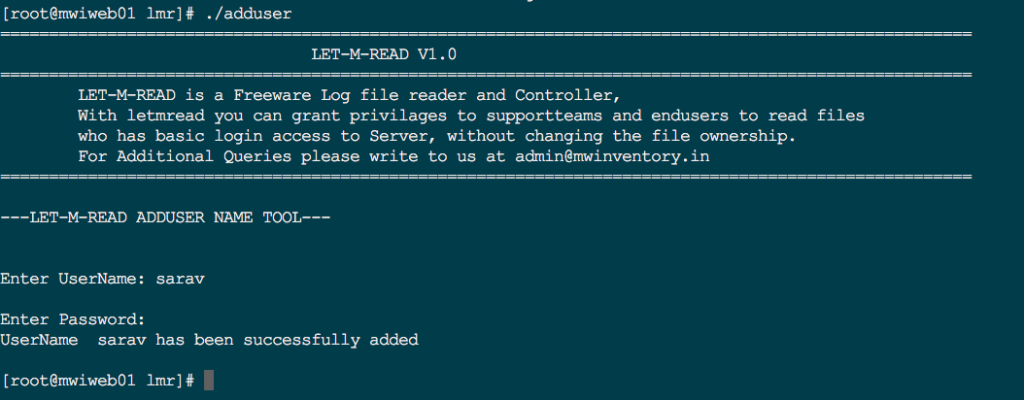 [root@mwiweb01 lmr]# ./adduser
====================================================================================================
LET-M-READ V1.0
====================================================================================================
LET-M-READ is a Freeware Log file reader and Controller,
With letmread you can grant privilages to supportteams and endusers to read files
who has basic login access to Server, without changing the file ownership.
For Additional Queries please write to us at admin@mwinventory.in
====================================================================================================
---LET-M-READ ADDUSER NAME TOOL---
Enter UserName: sarav
Enter Password:
UserName  sarav has been successfully added
[root@mwiweb01 lmr]#